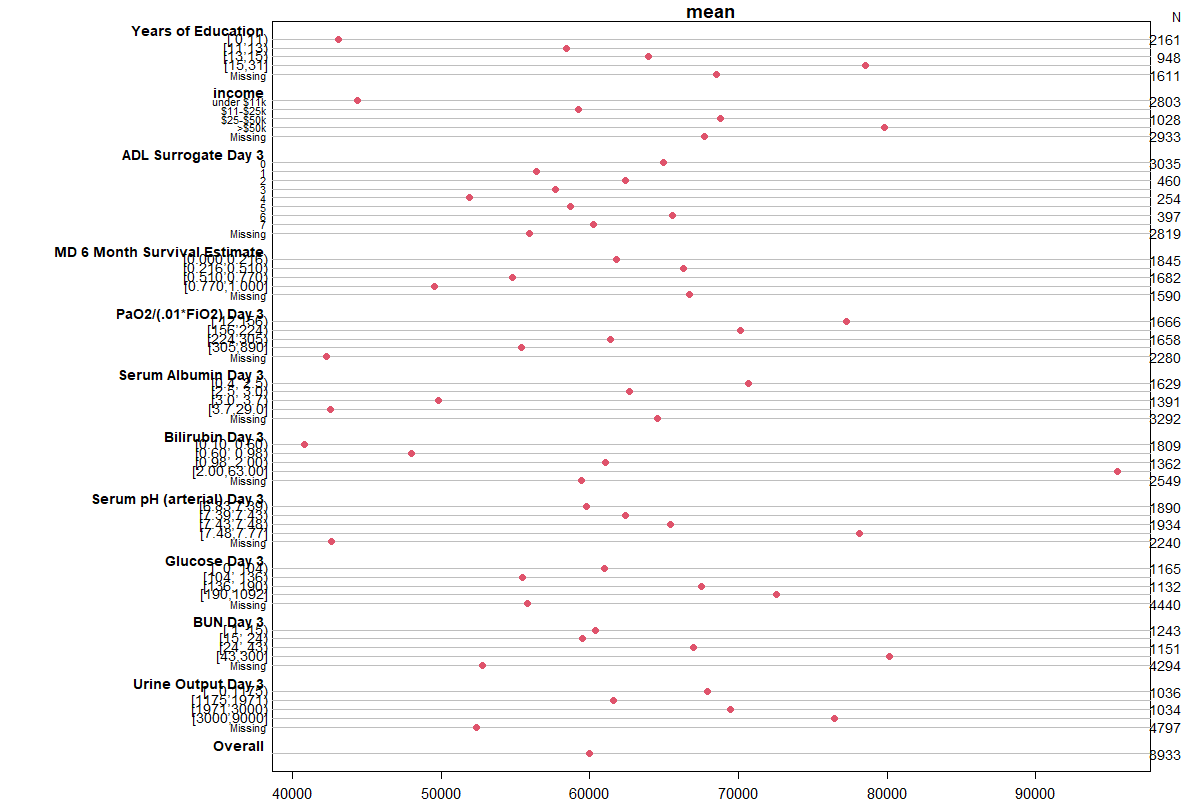 mean
N
Years of Education
[ 0,11) 2161
[11,13)
[13,15) 948
[15,31]
Missing 1611
income
under $11k 2803
$11-$25k
$25-$50k 1028
>$50k
Missing 2933
ADL Surrogate Day 3
0 3035
1
2 460
3
4 254
5
6 397
7
Missing 2819
MD 6 Month Survival Estimate
[0.000,0.216) 1845
[0.216,0.510)
[0.510,0.770) 1682
[0.770,1.000]
Missing 1590
PaO2/(.01*FiO2) Day 3
[ 12,156) 1666
[156,224)
[224,305) 1658
[305,890]
Missing 2280
Serum Albumin Day 3
[0.4, 2.5) 1629
[2.5, 3.0)
[3.0, 3.7) 1391
[3.7,29.0]
Missing 3292
Bilirubin Day 3
[0.10, 0.60) 1809
[0.60, 0.98)
[0.98, 2.00) 1362
[2.00,63.00]
Missing 2549
Serum pH (arterial) Day 3
[6.83,7.39) 1890
[7.39,7.43)
[7.43,7.48) 1934
[7.48,7.77]
Missing 2240
Glucose Day 3
[ 0, 104) 1165
[104, 136)
[136, 190) 1132
[190,1092]
Missing 4440
BUN Day 3
[ 1, 15) 1243
[15, 24)
[24, 43) 1151
[43,300]
Missing 4294
Urine Output Day 3
[ 0,1175) 1036
[1175,1971)
[1971,3000) 1034
[3000,9000]
Missing 4797
Overall
8933
40000 50000 60000 70000 80000 90000